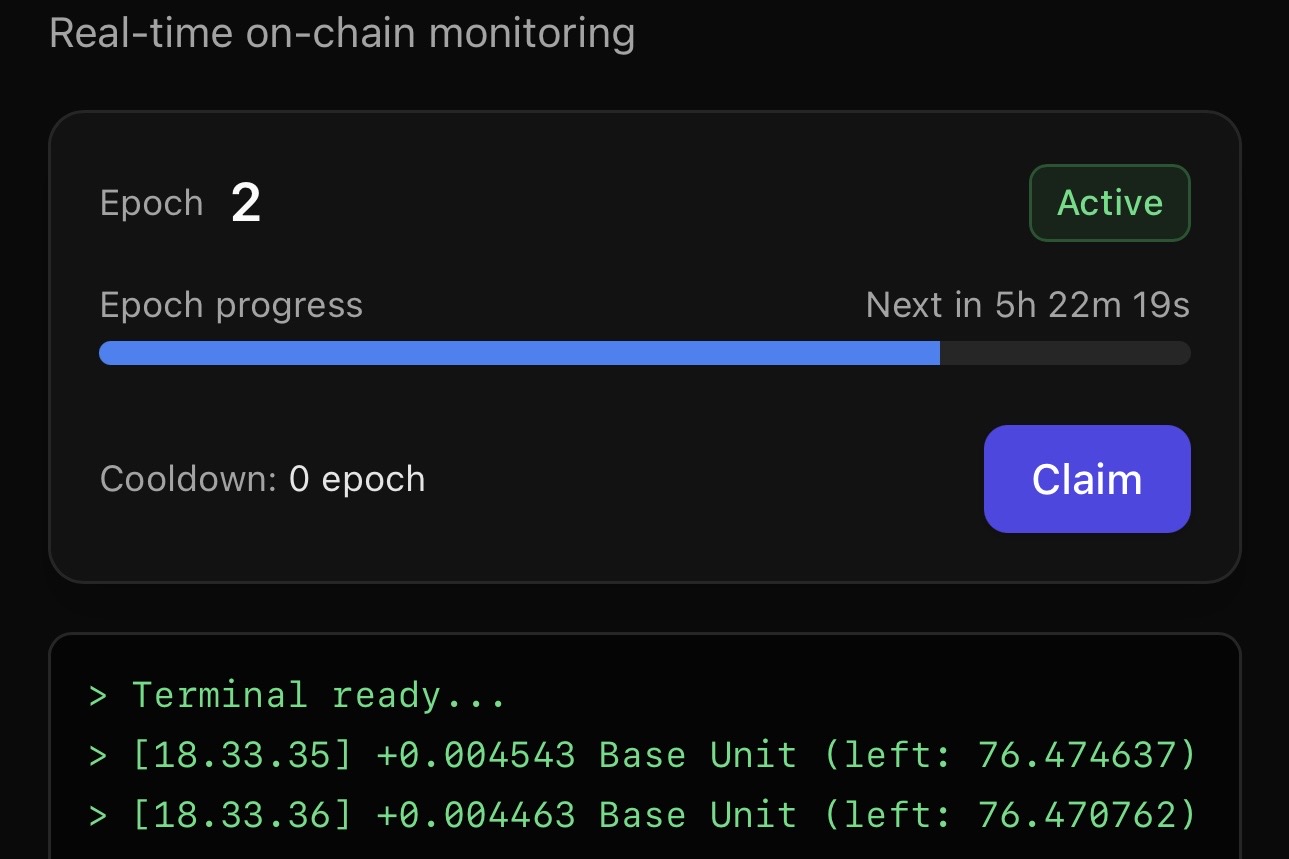 Real-time on-chain monitoring
Epoch 2
Active
Epoch progress
Next in 5h 22m 19s
Cooldown: 0 epoch
Claim
> Terminal ready...
> [18.33.35] +0.004543 Base Unit (left: 76.474637)
> [18.33.36] +0.004463 Base Unit (left: 76.470762)